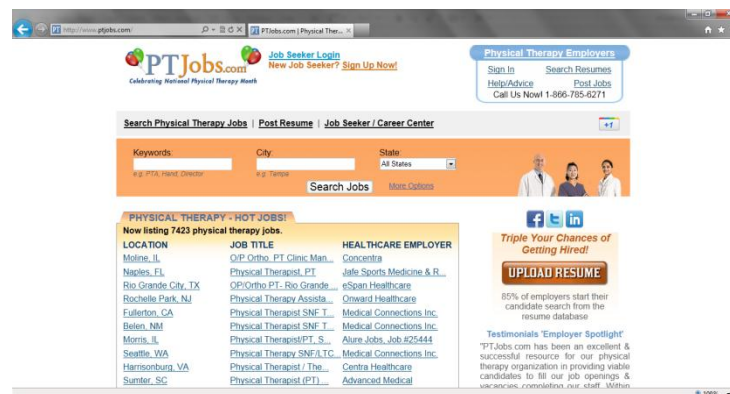 http://www.ptjobs.com/
PTJobs.com | Physical Ther...
PTJobs.com
Celebrating National Physical Therapy Month
Job Seeker Login
New Job Seeker? Sign Up Now!
Physical Therapy Employers
Sign In Search Resumes
Help/Advice Post Jobs
Call Us Now! 1-866-785-6271
Search Physical Therapy Jobs | Post Resume | Job Seeker / Career Center
+1
Keywords: City: State:
All States
e.g. PTA, Hand, Director e.g. Tampa
Search Jobs More Options
PHYSICAL THERAPY - HOT JOBS!
Now listing 7423 physical therapy jobs.
LOCATION JOB TITLE HEALTHCARE EMPLOYER
Moline, IL O/P Ortho. PT Clinic Man... Concentra
Naples, FL Physical Therapist, PT Jafe Sports Medicine & R...
Rio Grande City, TX OP/Ortho PT- Rio Grande... eSpan Healthcare
Rochelle Park, NJ Physical Therapy Assista... Onward Healthcare
Fullerton, CA Physical Therapist SNF T... Medical Connections Inc.
Belen, NM Physical Therapist SNF T... Medical Connections Inc.
Morris, IL Physical Therapist/PT, S... Alure Jobs, Job #25444
Seattle, WA Physical Therapy SNF/LTC... Medical Connections Inc.
Harrisonburg, VA Physical Therapist / The... Centra Healthcare
Sumter, SC Physical Therapist (PT)... Advanced Medical
Triple Your Chances of
Getting Hired!
UPLOAD RESUME
85% of employers start their
candidate search from the
resume database
Testimonials 'Employer Spotlight'
"PTJobs.com has been an excellent &
successful resource for our physical
therapy organization in providing viable
candidates to fill our job openings &
vacancies completing our staff. Within
100%